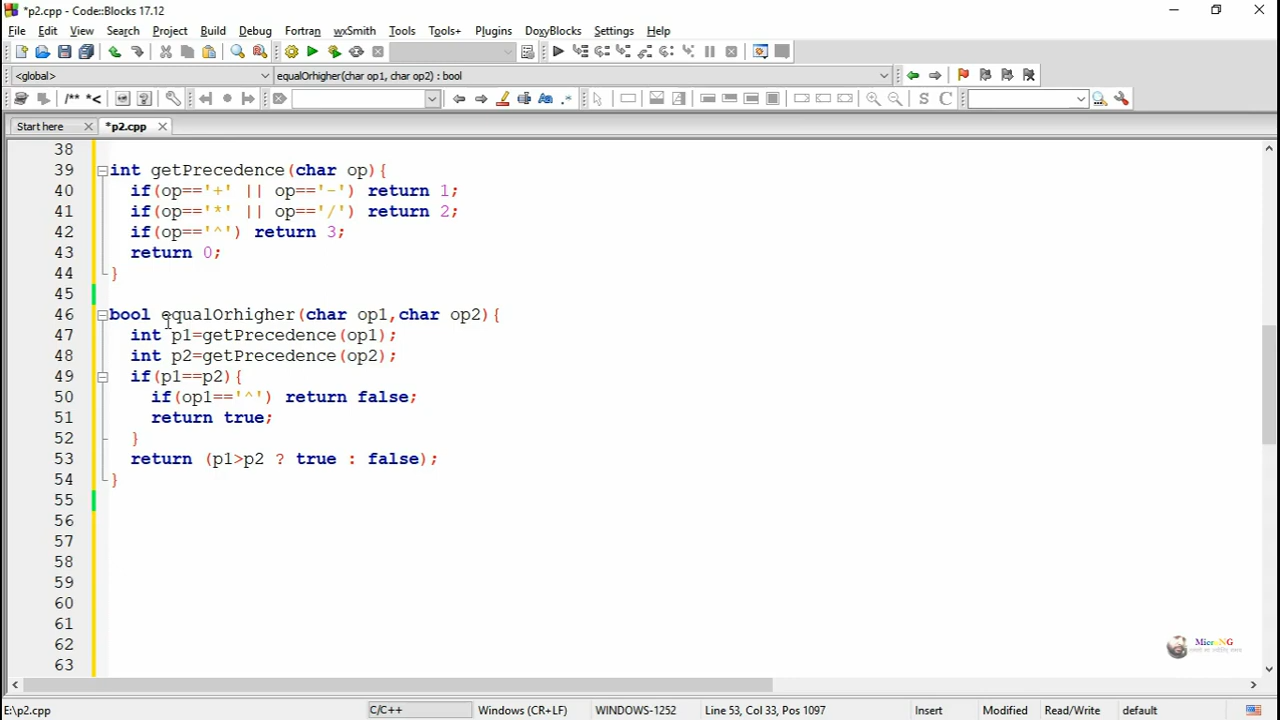 *p2.cpp - Code::Blocks 17.12
File Edit View Search Project Build Debug Fortran wxSmith Tools Tools+ Plugins DoxyBlocks Settings Help
<global> equalOrhigher(char op1, char op2) : bool
/** *< Aa .* S C
Start here *p2.cpp
38
39 int getPrecedence(char op){
40 if(op=='+' || op=='-') return 1;
41 if(op=='*' || op=='/') return 2;
42 if(op=='^') return 3;
43 return 0;
44 }
45
46 bool equalOrhigher(char op1,char op2){
47 int p1=getPrecedence(op1);
48 int p2=getPrecedence(op2);
49 if(p1==p2){
50 if(op1=='^') return false;
51 return true;
52 }
53 return (p1>p2 ? true : false);
54 }
55
56
57
58
59
60
61
62
63
MicroNG
E:\p2.cpp C/C++ Windows (CR+LF) WINDOWS-1252 Line 53, Col 33, Pos 1097 Insert Modified Read/Write default